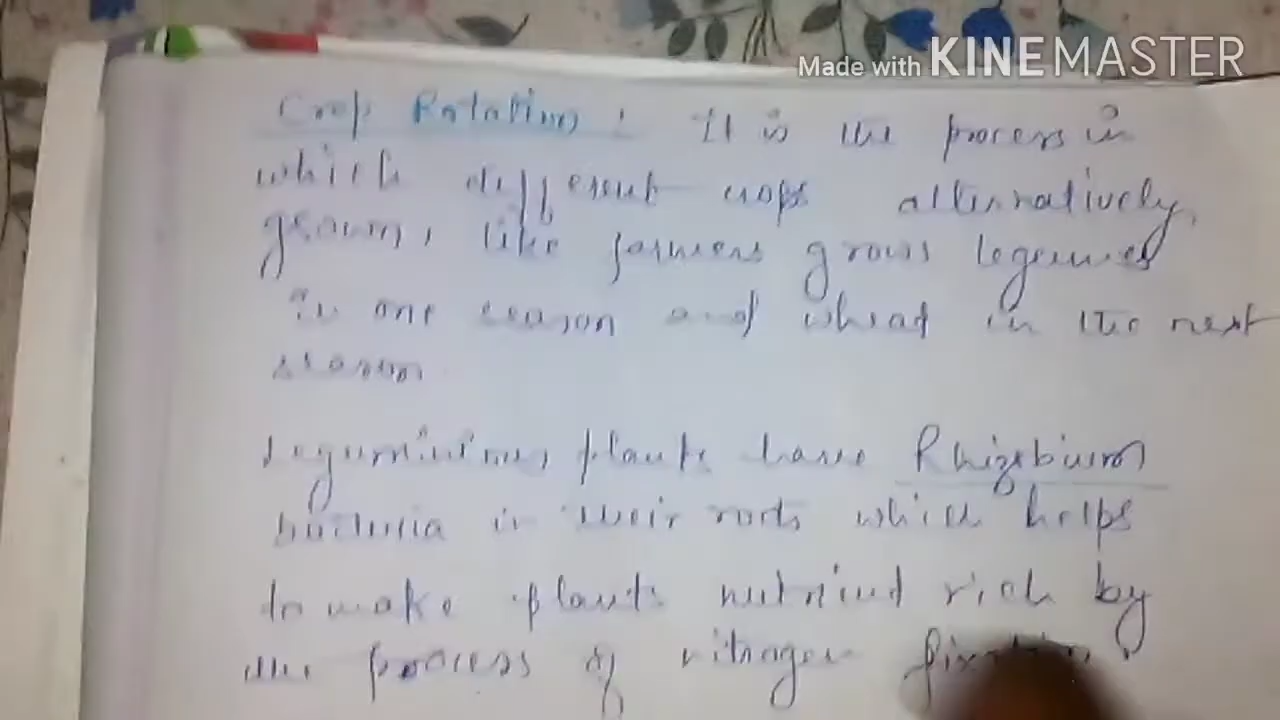 Made with KINEMASTER
Crop Rotation : It is the process in
which different crops alternatively
grown, like farmers grows legumes
in one season and wheat in the next
season
Leguminious plants have Rhizobium
bacteria in their roots which helps
to make plants nutrient rich by
the process of nitrogen fixation.